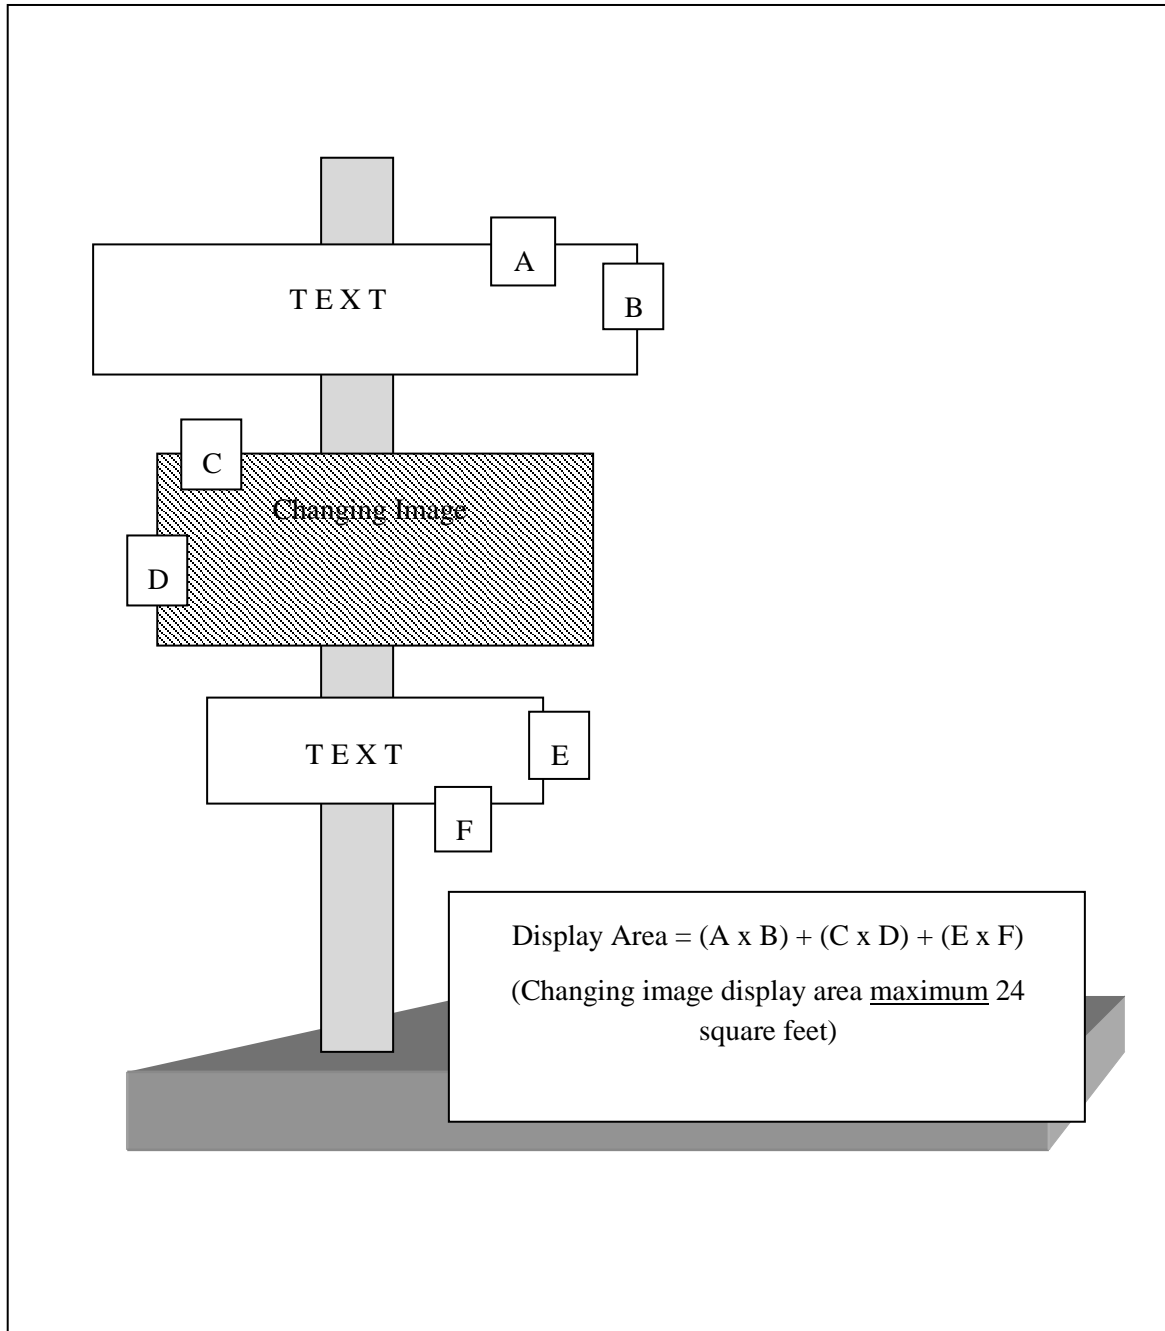 A
T E X T
B
C
Changing Image
D
T E X T
E
F
Display Area = (A x B) + (C x D) + (E x F)
(Changing image display area maximum 24
square feet)